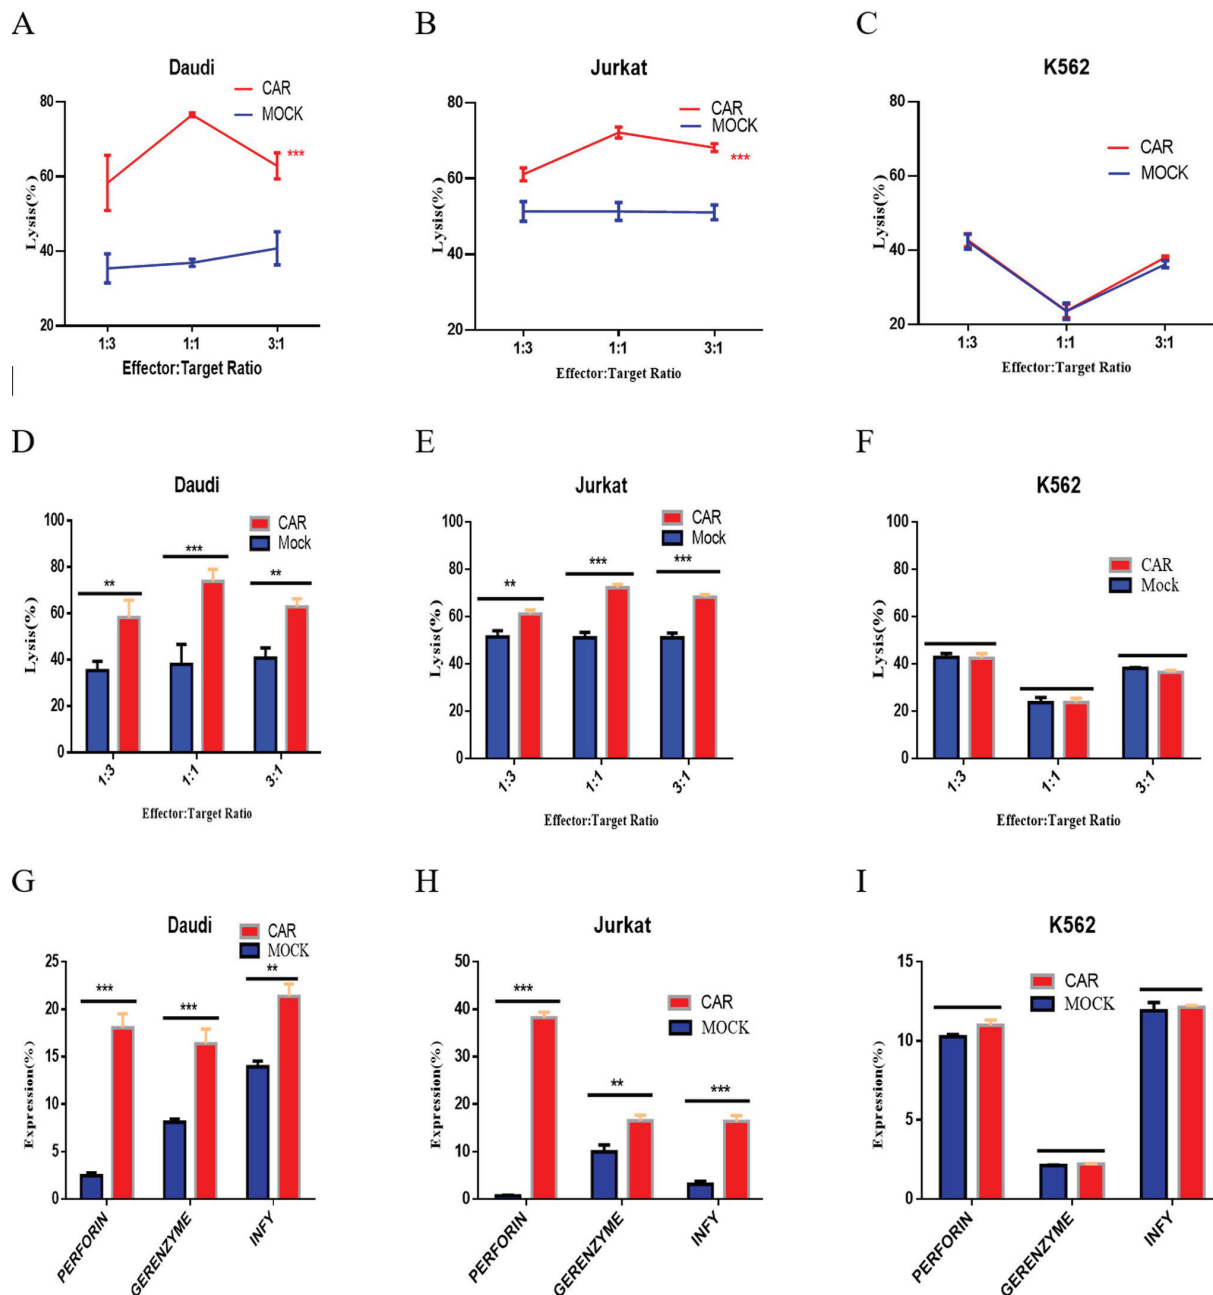 A
Daudi
CAR
MOCK
80
60
40
20
Lysis(%)
***
1:3 1:1 3:1
Effector:Target Ratio
B
Jurkat
CAR
MOCK
80
60
40
20
Lysis(%)
***
1:3 1:1 3:1
Effector:Target Ratio
C
K562
CAR
MOCK
80
60
40
20
Lysis(%)
1:3 1:1 3:1
Effector:Target Ratio
D
Daudi
CAR
Mock
100
80
60
40
20
0
Lysis(%)
** *** **
1:3 1:1 3:1
Effector:Target Ratio
E
Jurkat
CAR
Mock
100
80
60
40
20
0
Lysis(%)
** *** ***
1:3 1:1 3:1
Effector:Target Ratio
F
K562
CAR
Mock
100
80
60
40
20
0
Lysis(%)
1:3 1:1 3:1
Effector:Target Ratio
G
Daudi
CAR
MOCK
25
20
15
10
5
0
Expression(%)
*** *** **
PERFORIN GERENZYME INFY
H
Jurkat
CAR
MOCK
50
40
30
20
10
0
Expression(%)
*** ** ***
PERFORIN GERENZYME INFY
I
K562
CAR
MOCK
15
10
5
0
Expression(%)
PERFORIN GERENZYME INFY